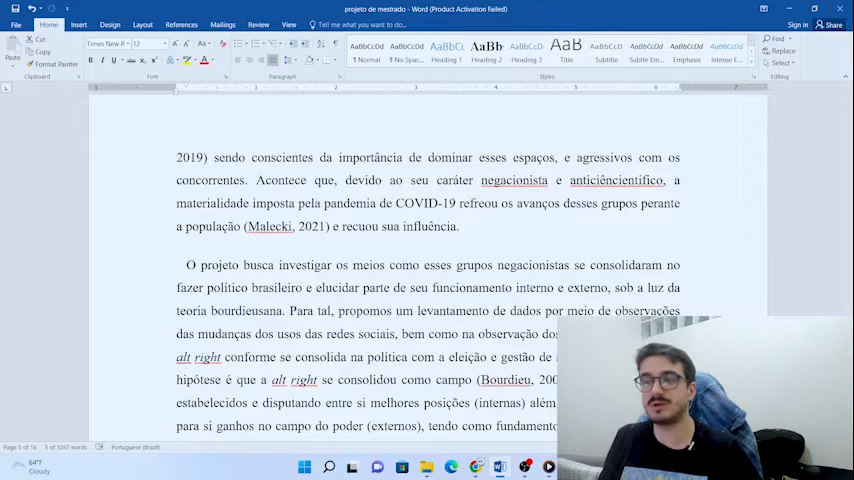 projeto de mestrado - Word (Product Activation Failed)
File Home Insert Design Layout References Mailings Review View Tell me what you want to do... Sign in Share
Paste Cut Copy Format Painter
Times New R 12
AaBbCcDd AaBbCcDd AaBbC AaBb AaBbCcD AaB AaBbCcDd AaBbCcDd AaBbCcDd AaBbCcDd
¶ Normal ¶ No Spac... Heading 1 Heading 2 Heading 3 Title Subtitle Subtle Em... Emphasis Intense E...
Find Replace Select
Clipboard Font Paragraph Styles Editing
2019) sendo conscientes da importância de dominar esses espaços, e agressivos com os
concorrentes. Acontece que, devido ao seu caráter negacionista e anticiêncientifico, a
materialidade imposta pela pandemia de COVID-19 refreou os avanços desses grupos perante
a população (Malecki, 2021) e recuou sua influência.
O projeto busca investigar os meios como esses grupos negacionistas se consolidaram no
fazer político brasileiro e elucidar parte de seu funcionamento interno e externo, sob a luz da
teoria bourdieusana. Para tal, propomos um levantamento de dados por meio de observações
das mudanças dos usos das redes sociais, bem como na observação dos
alt right conforme se consolida na política com a eleição e gestão de
hipótese é que a alt right se consolidou como campo (Bourdieu, 200
estabelecidos e disputando entre si melhores posições (internas) além
para si ganhos no campo do poder (externos), tendo como fundamento
Page 5 of 14 5 of 3267 words Portuguese (Brazil)
64°F
Cloudy